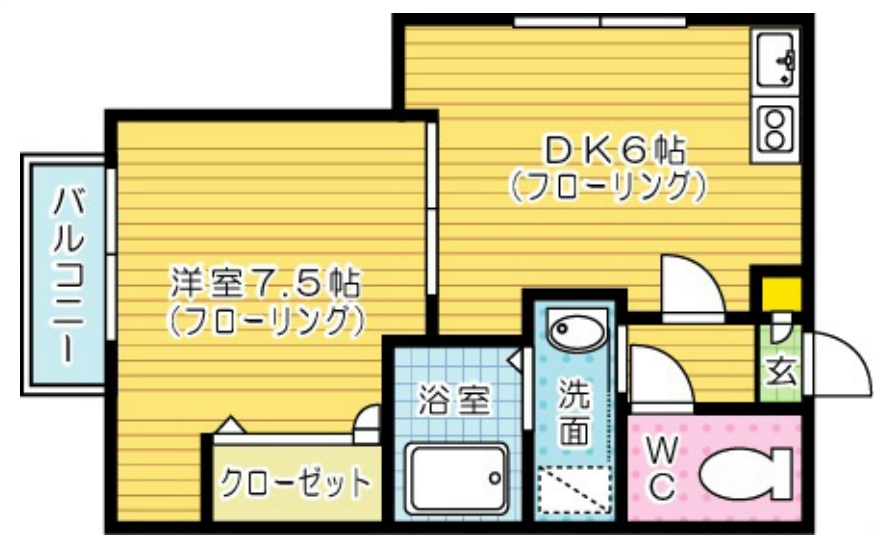 DK6帖
(フローリング)
バルコニー
洋室7.5帖
(フローリング)
玄
浴室
洗面
WC
クローゼット